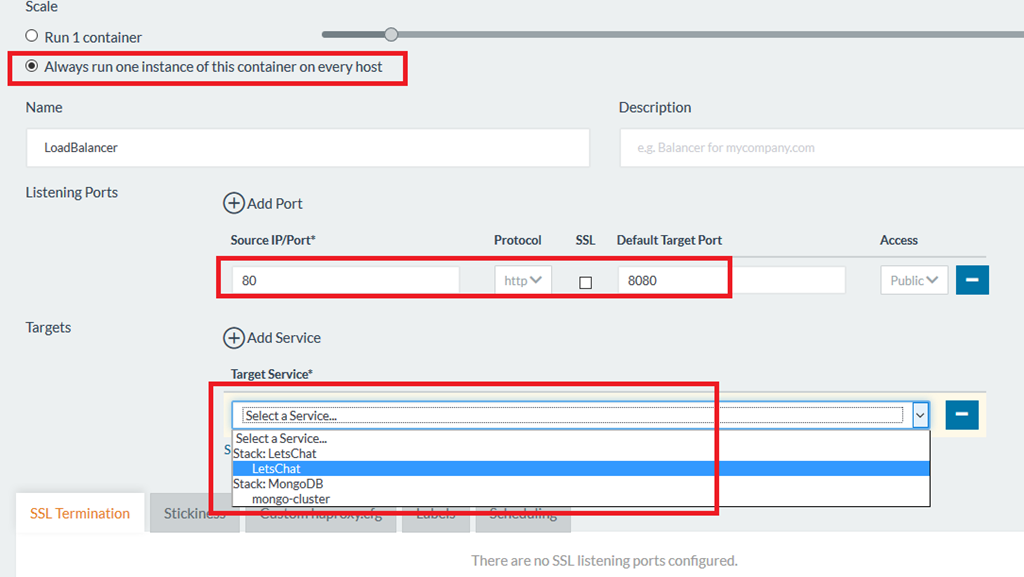 Scale
Run 1 container
Always run one instance of this container on every host
Name
Description
LoadBalancer
e.g. Balancer for mycompany.com
Listening Ports
Add Port
Source IP/Port*
Protocol
SSL
Default Target Port
Access
80
http
8080
Public
Targets
Add Service
Target Service*
Select a Service...
Select a Service...
Stack: LetsChat
LetsChat
Stack: MongoDB
mongo-cluster
SSL Termination
Stickiness
Custom haproxy.cfg
Labels
Scheduling
There are no SSL listening ports configured.